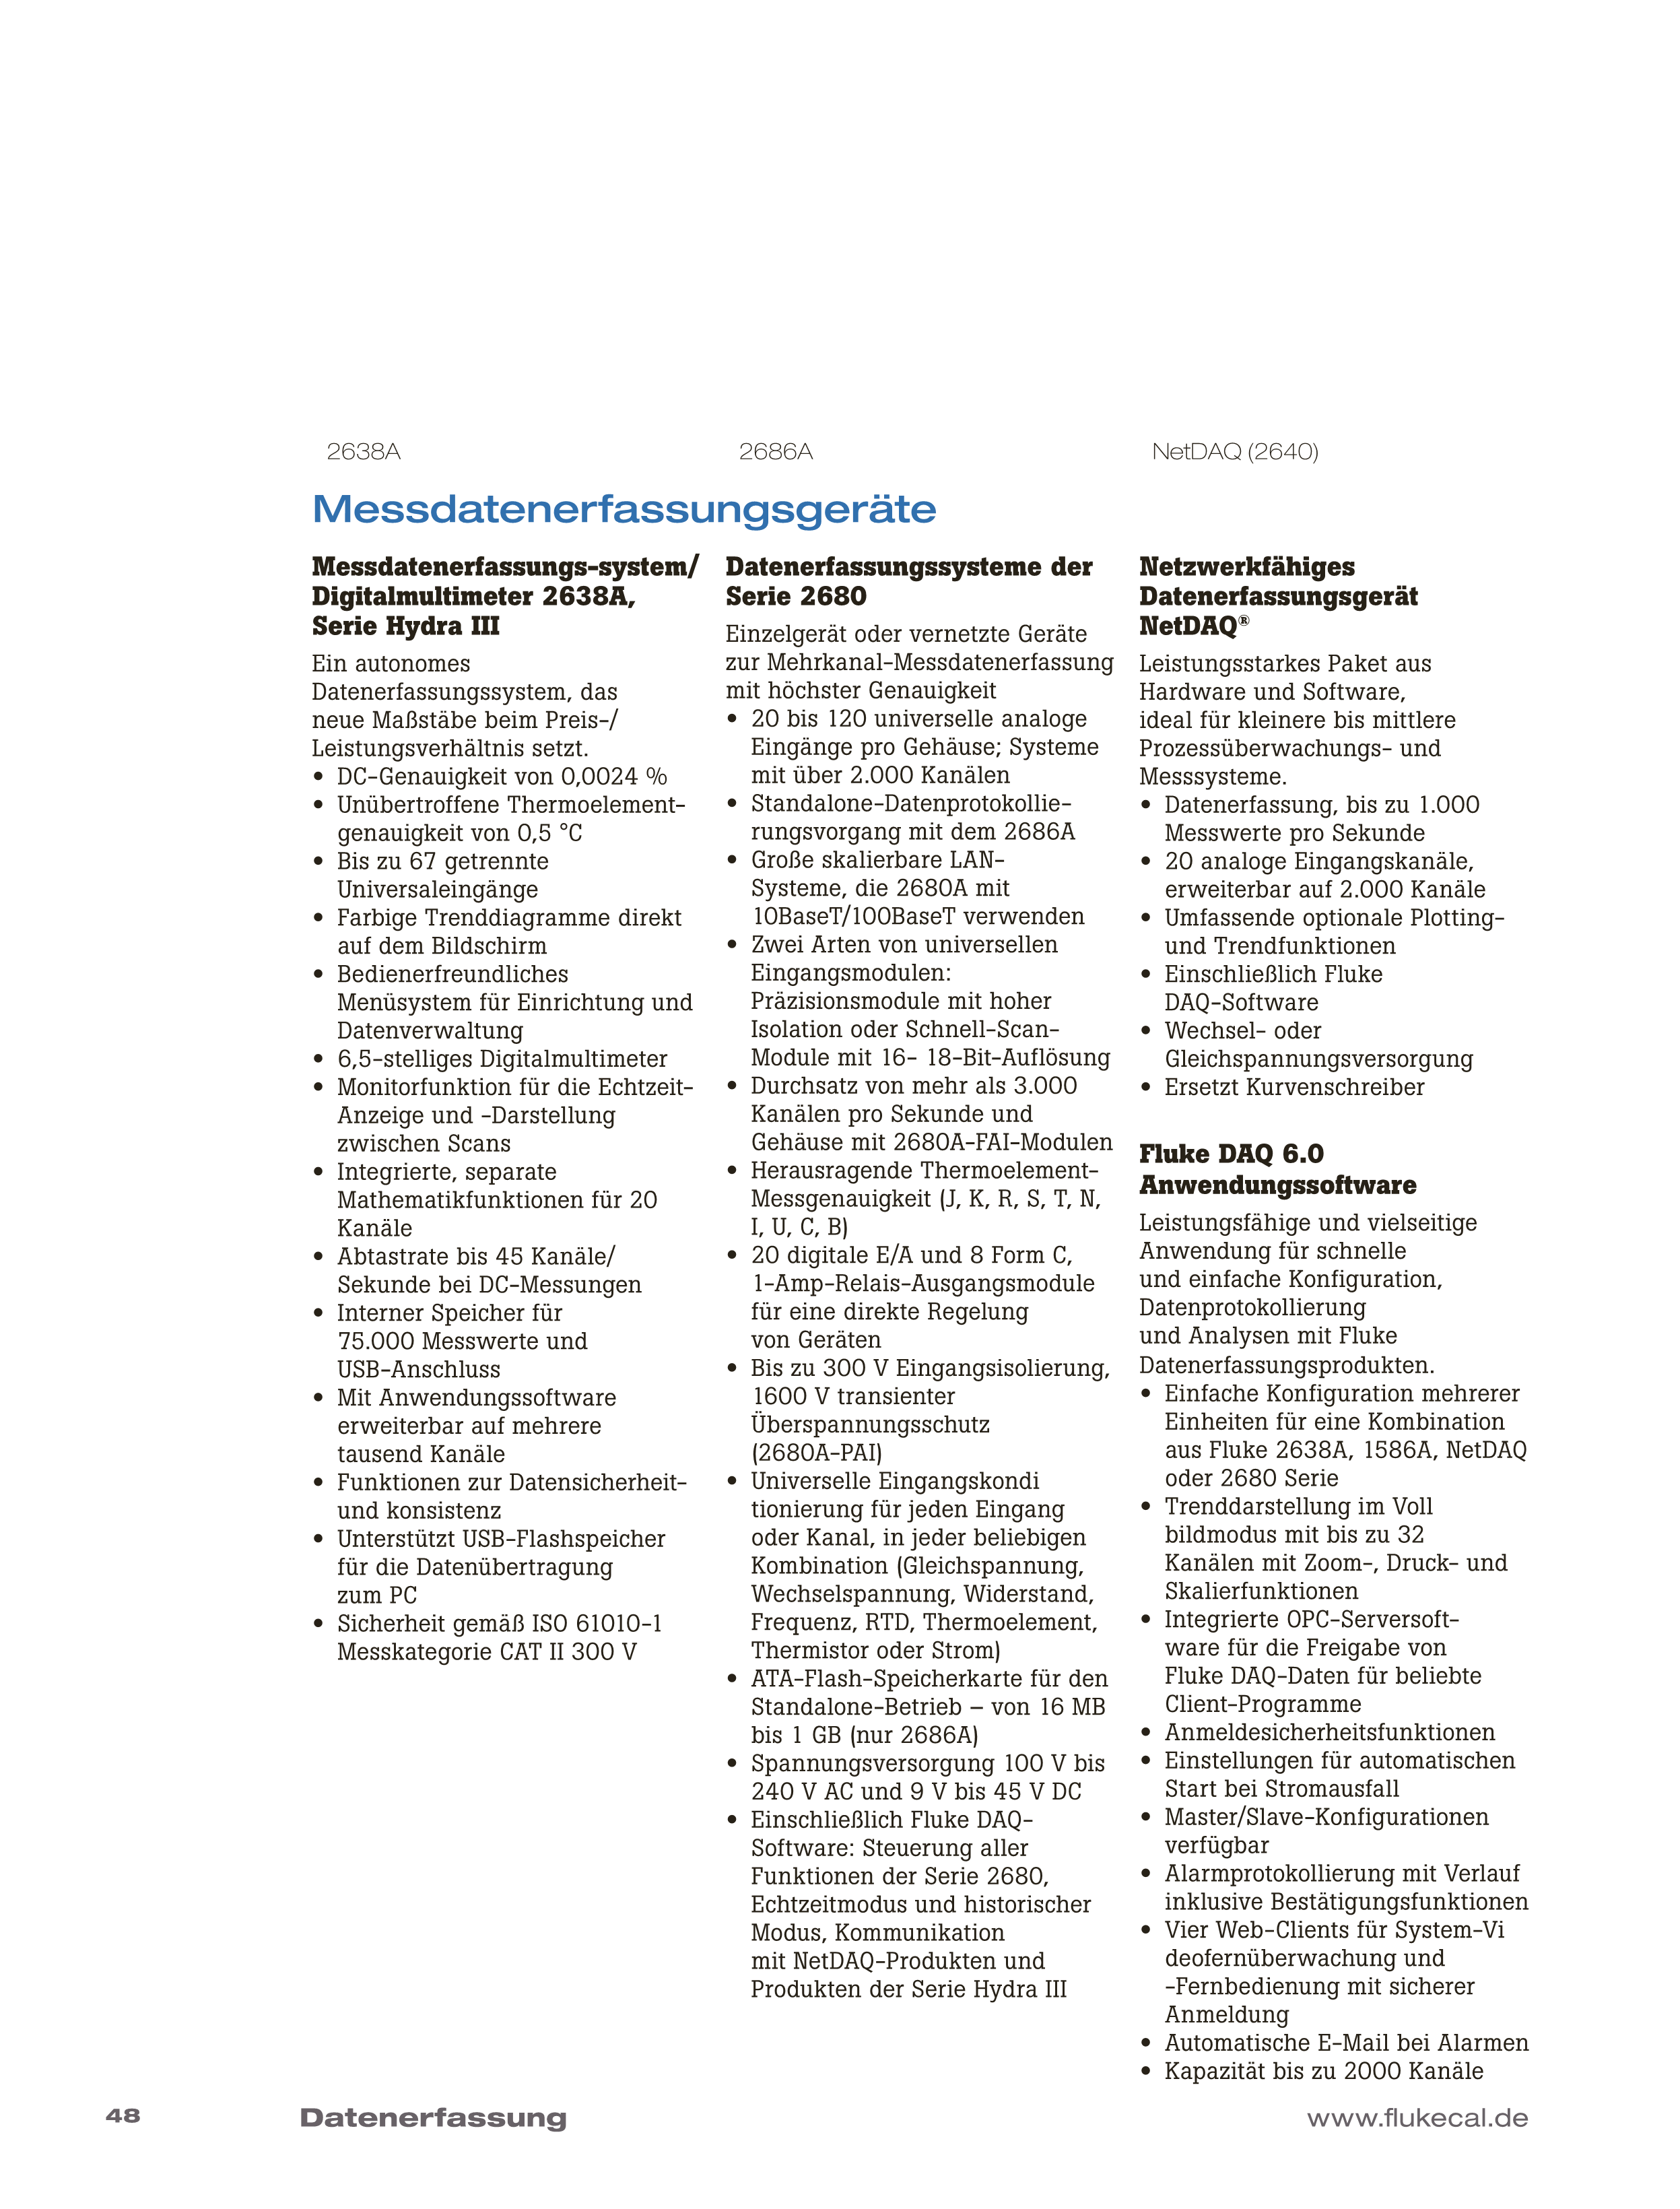 2638A
2686A
NetDAQ (2640)
Messdatenerfassungsgeräte
Messdatenerfassungs-system/
Digitalmultimeter 2638A,
Serie Hydra III
Ein autonomes
Datenerfassungssystem, das
neue Maßstäbe beim Preis-/
Leistungsverhältnis setzt.
• DC-Genauigkeit von 0,0024 %
• Unübertroffene Thermoelement-
genauigkeit von 0,5 °C
• Bis zu 67 getrennte
Universaleingänge
• Farbige Trenddiagramme direkt
auf dem Bildschirm
• Bedienerfreundliches
Menüsystem für Einrichtung und
Datenverwaltung
• 6,5-stelliges Digitalmultimeter
• Monitorfunktion für die Echtzeit-
Anzeige und -Darstellung
zwischen Scans
• Integrierte, separate
Mathematikfunktionen für 20
Kanäle
• Abtastrate bis 45 Kanäle/
Sekunde bei DC-Messungen
• Interner Speicher für
75.000 Messwerte und
USB-Anschluss
• Mit Anwendungssoftware
erweiterbar auf mehrere
tausend Kanäle
• Funktionen zur Datensicherheit-
und konsistenz
• Unterstützt USB-Flashspeicher
für die Datenübertragung
zum PC
• Sicherheit gemäß ISO 61010-1
Messkategorie CAT II 300 V
Datenerfassungssysteme der
Serie 2680
Einzelgerät oder vernetzte Geräte
zur Mehrkanal-Messdatenerfassung
mit höchster Genauigkeit
• 20 bis 120 universelle analoge
Eingänge pro Gehäuse; Systeme
mit über 2.000 Kanälen
• Standalone-Datenprotokollie-
rungsvorgang mit dem 2686A
• Große skalierbare LAN-
Systeme, die 2680A mit
10BaseT/100BaseT verwenden
• Zwei Arten von universellen
Eingangsmodulen:
Präzisionsmodule mit hoher
Isolation oder Schnell-Scan-
Module mit 16- 18-Bit-Auflösung
• Durchsatz von mehr als 3.000
Kanälen pro Sekunde und
Gehäuse mit 2680A-FAI-Modulen
• Herausragende Thermoelement-
Messgenauigkeit (J, K, R, S, T, N,
I, U, C, B)
• 20 digitale E/A und 8 Form C,
1-Amp-Relais-Ausgangsmodule
für eine direkte Regelung
von Geräten
• Bis zu 300 V Eingangsisolierung,
1600 V transienter
Überspannungsschutz
(2680A-PAI)
• Universelle Eingangskondi
tionierung für jeden Eingang
oder Kanal, in jeder beliebigen
Kombination (Gleichspannung,
Wechselspannung, Widerstand,
Frequenz, RTD, Thermoelement,
Thermistor oder Strom)
• ATA-Flash-Speicherkarte für den
Standalone-Betrieb – von 16 MB
bis 1 GB (nur 2686A)
• Spannungsversorgung 100 V bis
240 V AC und 9 V bis 45 V DC
• Einschließlich Fluke DAQ-
Software: Steuerung aller
Funktionen der Serie 2680,
Echtzeitmodus und historischer
Modus, Kommunikation
mit NetDAQ-Produkten und
Produkten der Serie Hydra III
Netzwerkfähiges
Datenerfassungsgerät
NetDAQ®
Leistungsstarkes Paket aus
Hardware und Software,
ideal für kleinere bis mittlere
Prozessüberwachungs- und
Messsysteme.
• Datenerfassung, bis zu 1.000
Messwerte pro Sekunde
• 20 analoge Eingangskanäle,
erweiterbar auf 2.000 Kanäle
• Umfassende optionale Plotting-
und Trendfunktionen
• Einschließlich Fluke
DAQ-Software
• Wechsel- oder
Gleichspannungsversorgung
• Ersetzt Kurvenschreiber
Fluke DAQ 6.0
Anwendungssoftware
Leistungsfähige und vielseitige
Anwendung für schnelle
und einfache Konfiguration,
Datenprotokollierung
und Analysen mit Fluke
Datenerfassungsprodukten.
• Einfache Konfiguration mehrerer
Einheiten für eine Kombination
aus Fluke 2638A, 1586A, NetDAQ
oder 2680 Serie
• Trenddarstellung im Voll
bildmodus mit bis zu 32
Kanälen mit Zoom-, Druck- und
Skalierfunktionen
• Integrierte OPC-Serversoft-
ware für die Freigabe von
Fluke DAQ-Daten für beliebte
Client-Programme
• Anmeldesicherheitsfunktionen
• Einstellungen für automatischen
Start bei Stromausfall
• Master/Slave-Konfigurationen
verfügbar
• Alarmprotokollierung mit Verlauf
inklusive Bestätigungsfunktionen
• Vier Web-Clients für System-Vi
deofernüberwachung und
-Fernbedienung mit sicherer
Anmeldung
• Automatische E-Mail bei Alarmen
• Kapazität bis zu 2000 Kanäle
48
Datenerfassung
www.flukecal.de